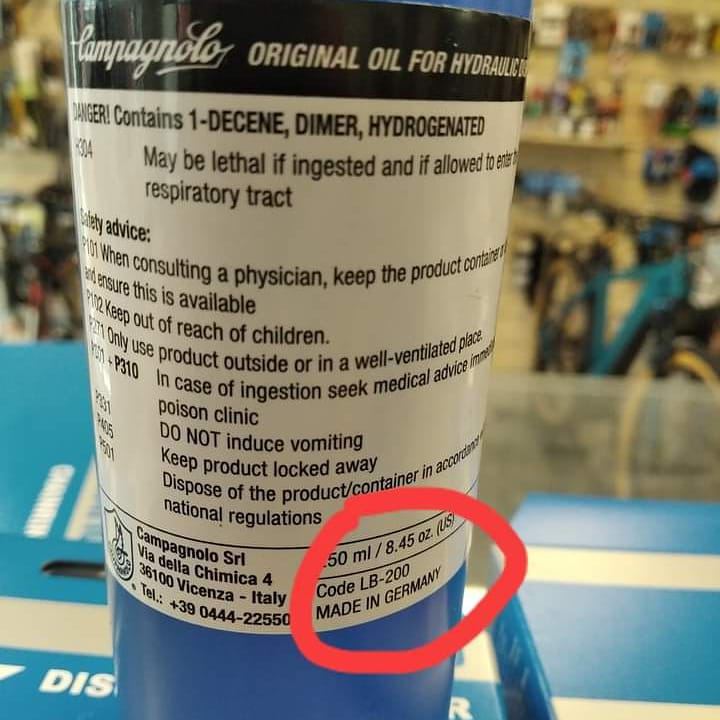 Campagnolo ORIGINAL OIL FOR HYDRAULIC
DANGER! Contains 1-DECENE, DIMER, HYDROGENATED
H304 May be lethal if ingested and if allowed to enter
respiratory tract
Safety advice:
P101 When consulting a physician, keep the product container
and ensure this is available
P102 Keep out of reach of children.
P271 Only use product outside or in a well-ventilated place.
P310 In case of ingestion seek medical advice
poison clinic
P331 DO NOT induce vomiting
P405 Keep product locked away
P501 Dispose of the product/container in
national regulations
Campagnolo Srl
Via della Chimica 4
36100 Vicenza - Italy
Tel.: +39 0444-22550
50 ml / 8.45 oz. (US)
Code LB-200
MADE IN GERMANY
DIS
R